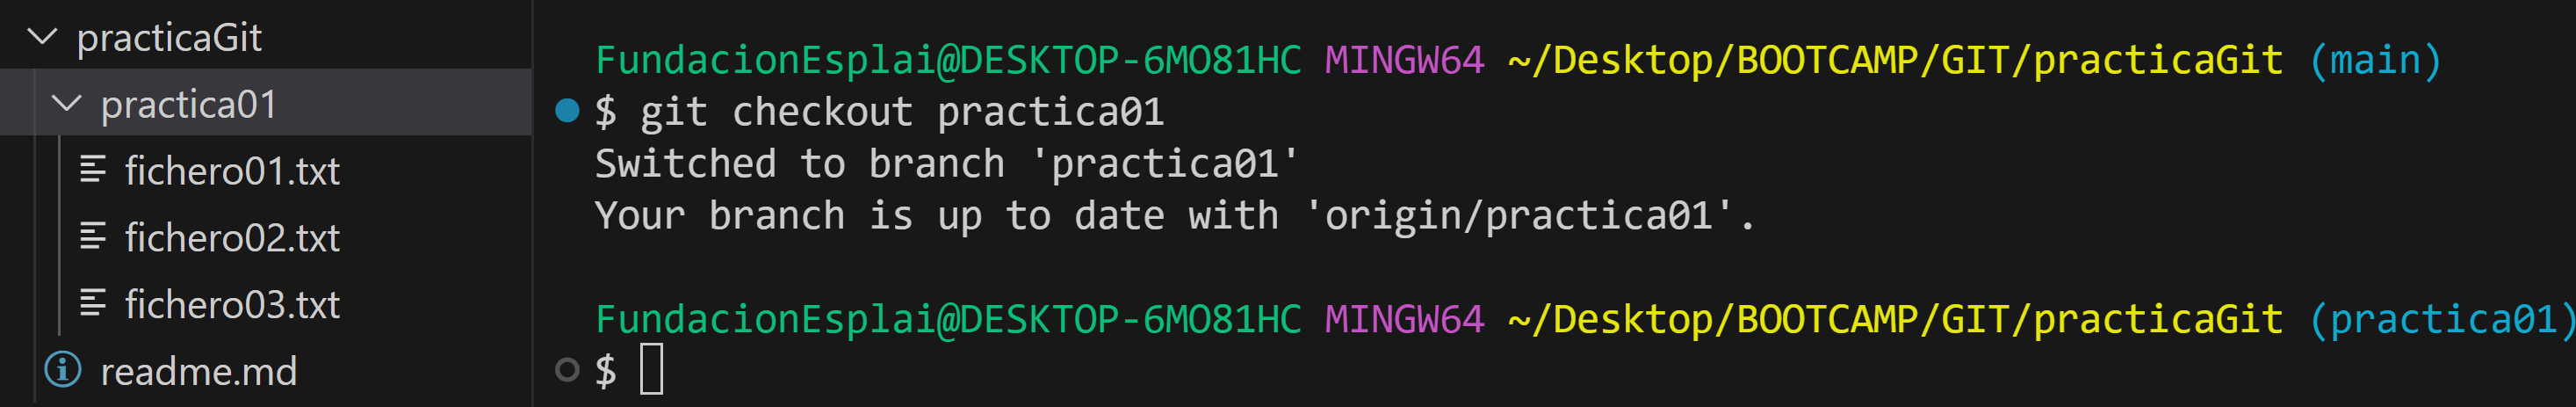 practicaGit
practica01
fichero01.txt
fichero02.txt
fichero03.txt
readme.md
FundacionEsplai@DESKTOP-6MO81HC MINGW64 ~/Desktop/BOOTCAMP/GIT/practicaGit (main)
$ git checkout practica01
Switched to branch 'practica01'
Your branch is up to date with 'origin/practica01'.
FundacionEsplai@DESKTOP-6MO81HC MINGW64 ~/Desktop/BOOTCAMP/GIT/practicaGit (practica01)
$